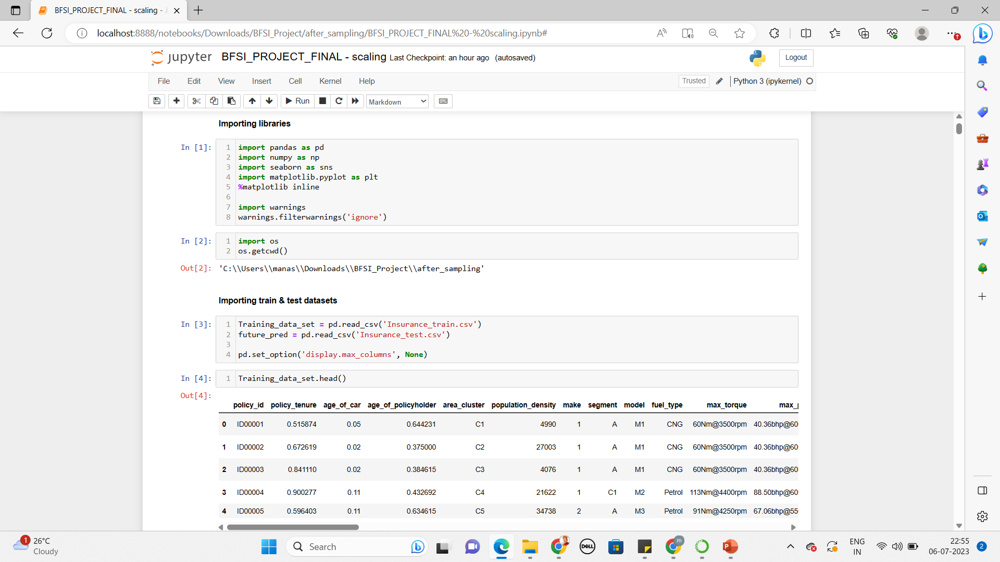 BFSI_PROJECT_FINAL - scaling - J
localhost:8888/notebooks/Downloads/BFSI_Project/after_sampling/BFSI_PROJECT_FINAL%20-%20scaling.ipynb#
jupyter BFSI_PROJECT_FINAL - scaling Last Checkpoint: an hour ago (autosaved) Logout
File Edit View Insert Cell Kernel Help Trusted Python 3 (ipykernel)
Run Markdown
Importing libraries
In [1]: 1 import pandas as pd
2 import numpy as np
3 import seaborn as sns
4 import matplotlib.pyplot as plt
5 %matplotlib inline
6
7 import warnings
8 warnings.filterwarnings('ignore')
In [2]: 1 import os
2 os.getcwd()
Out[2]: 'C:\\Users\\manas\\Downloads\\BFSI_Project\\after_sampling'
Importing train & test datasets
In [3]: 1 Training_data_set = pd.read_csv('Insurance_train.csv')
2 future_pred = pd.read_csv('Insurance_test.csv')
3
4 pd.set_option('display.max_columns', None)
In [4]: 1 Training_data_set.head()
Out[4]:
policy_id policy_tenure age_of_car age_of_policyholder area_cluster population_density make segment model fuel_type max_torque max_p
0 ID00001 0.515874 0.05 0.644231 C1 4990 1 A M1 CNG 60Nm@3500rpm 40.36bhp@60
1 ID00002 0.672619 0.02 0.375000 C2 27003 1 A M1 CNG 60Nm@3500rpm 40.36bhp@60
2 ID00003 0.841110 0.02 0.384615 C3 4076 1 A M1 CNG 60Nm@3500rpm 40.36bhp@60
3 ID00004 0.900277 0.11 0.432692 C4 21622 1 C1 M2 Petrol 113Nm@4400rpm 88.50bhp@60
4 ID00005 0.596403 0.11 0.634615 C5 34738 2 A M3 Petrol 91Nm@4250rpm 67.06bhp@55
1 26°C
Cloudy
Search
DELL
m
ENG
IN
22:55
06-07-2023
2